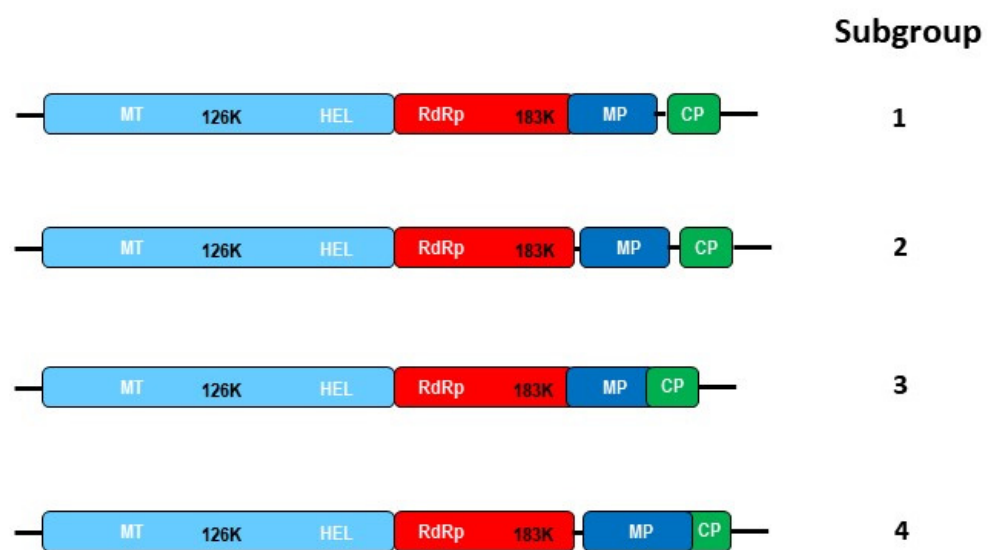 Subgroup
MT 126K HEL RdRp 183K MP CP 1
MT 126K HEL RdRp 183K MP CP 2
MT 126K HEL RdRp 183K MP CP 3
MT 126K HEL RdRp 183K MP CP 4